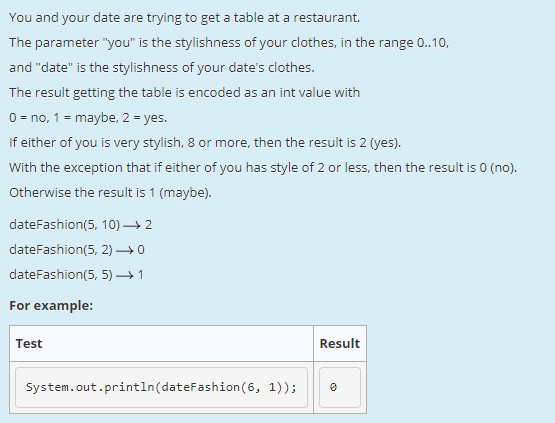 You and your date are trying to get a table at a restaurant.
The parameter "you" is the stylishness of your clothes, in the range 0..10,
and "date" is the stylishness of your date's clothes.
The result getting the table is encoded as an int value with
0 = no, 1 = maybe, 2 = yes.
If either of you is very stylish, 8 or more, then the result is 2 (yes).
With the exception that if either of you has style of 2 or less, then the result is 0 (no).
Otherwise the result is 1 (maybe).
dateFashion(5, 10) → 2
dateFashion(5, 2) → 0
dateFashion(5, 5) → 1
For example:
Test Result
System.out.println(dateFashion(6, 1)); 0